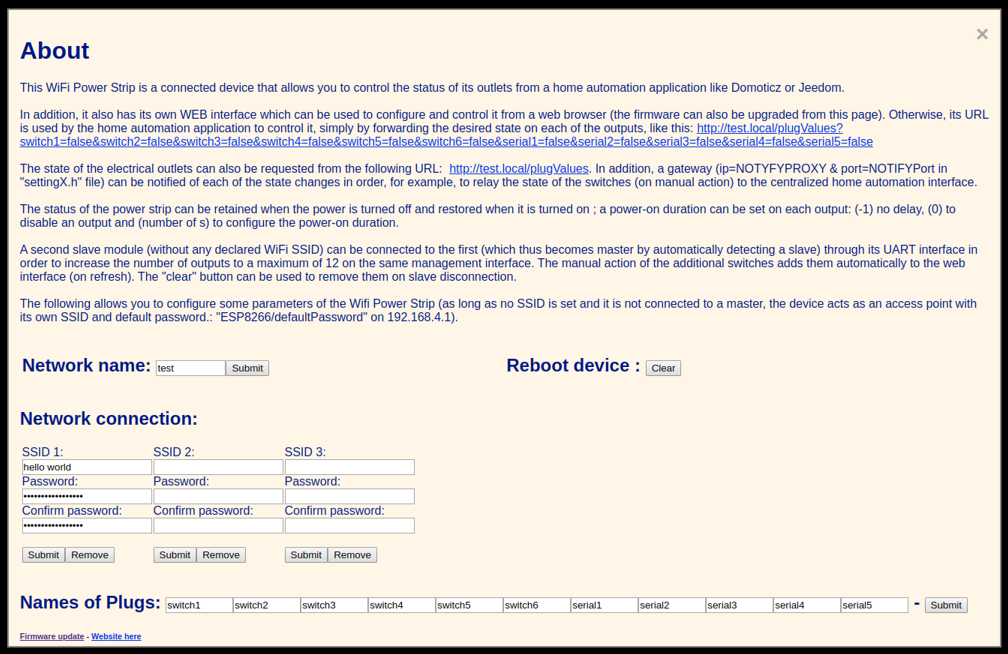 ×
About
This WiFi Power Strip is a connected device that allows you to control the status of its outlets from a home automation application like Domoticz or Jeedom.
In addition, it also has its own WEB interface which can be used to configure and control it from a web browser (the firmware can also be upgraded from this page). Otherwise, its URL
is used by the home automation application to control it, simply by forwarding the desired state on each of the outputs, like this: http://test.local/plugValues?
switch1=false&switch2=false&switch3=false&switch4=false&switch5=false&switch6=false&serial1=false&serial2=false&serial3=false&serial4=false&serial5=false
The state of the electrical outlets can also be requested from the following URL: http://test.local/plugValues. In addition, a gateway (ip=NOTYFYPROXY & port=NOTIFYPort in
"settingX.h" file) can be notified of each of the state changes in order, for example, to relay the state of the switches (on manual action) to the centralized home automation interface.
The status of the power strip can be retained when the power is turned off and restored when it is turned on ; a power-on duration can be set on each output: (-1) no delay, (0) to
disable an output and (number of s) to configure the power-on duration.
A second slave module (without any declared WiFi SSID) can be connected to the first (which thus becomes master by automatically detecting a slave) through its UART interface in
order to increase the number of outputs to a maximum of 12 on the same management interface. The manual action of the additional switches adds them automatically to the web
interface (on refresh). The "clear" button can be used to remove them on slave disconnection.
The following allows you to configure some parameters of the Wifi Power Strip (as long as no SSID is set and it is not connected to a master, the device acts as an access point with
its own SSID and default password.: "ESP8266/defaultPassword" on 192.168.4.1).
Network name: test Submit Reboot device : Clear
Network connection:
SSID 1: SSID 2: SSID 3:
hello world
Password: Password: Password:
•••••••••••••••••
Confirm password: Confirm password: Confirm password:
•••••••••••••••••
Submit Remove Submit Remove Submit Remove
Names of Plugs: switch1 switch2 switch3 switch4 switch5 switch6 serial1 serial2 serial3 serial4 serial5 - Submit
Firmware update - Website here